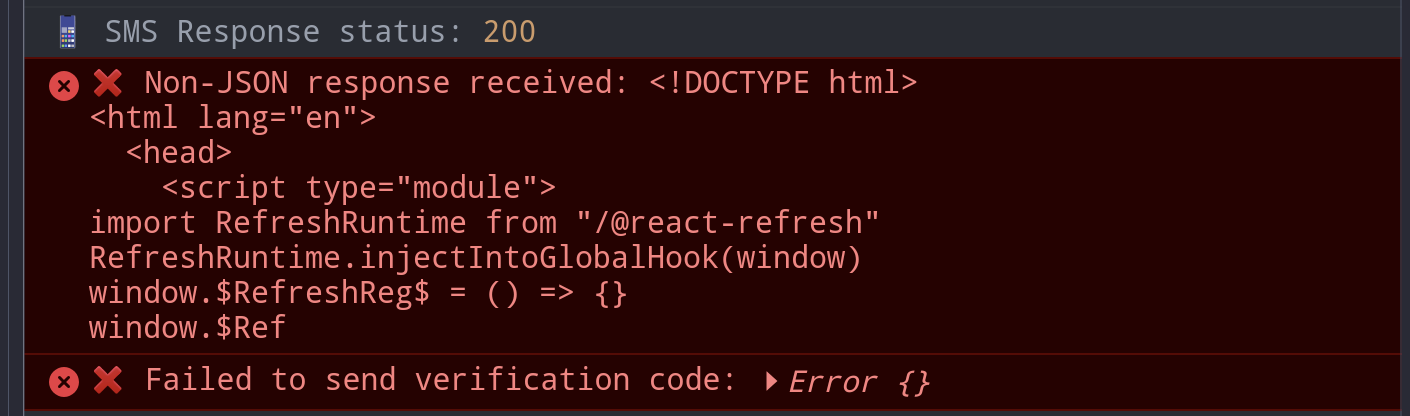 📱 SMS Response status: 200
❌ Non-JSON response received: <!DOCTYPE html>
<html lang="en">
  <head>
    <script type="module">
import RefreshRuntime from "/@react-refresh"
RefreshRuntime.injectIntoGlobalHook(window)
window.$RefreshReg$ = () => {}
window.$Ref
❌ Failed to send verification code: ▶ Error {}